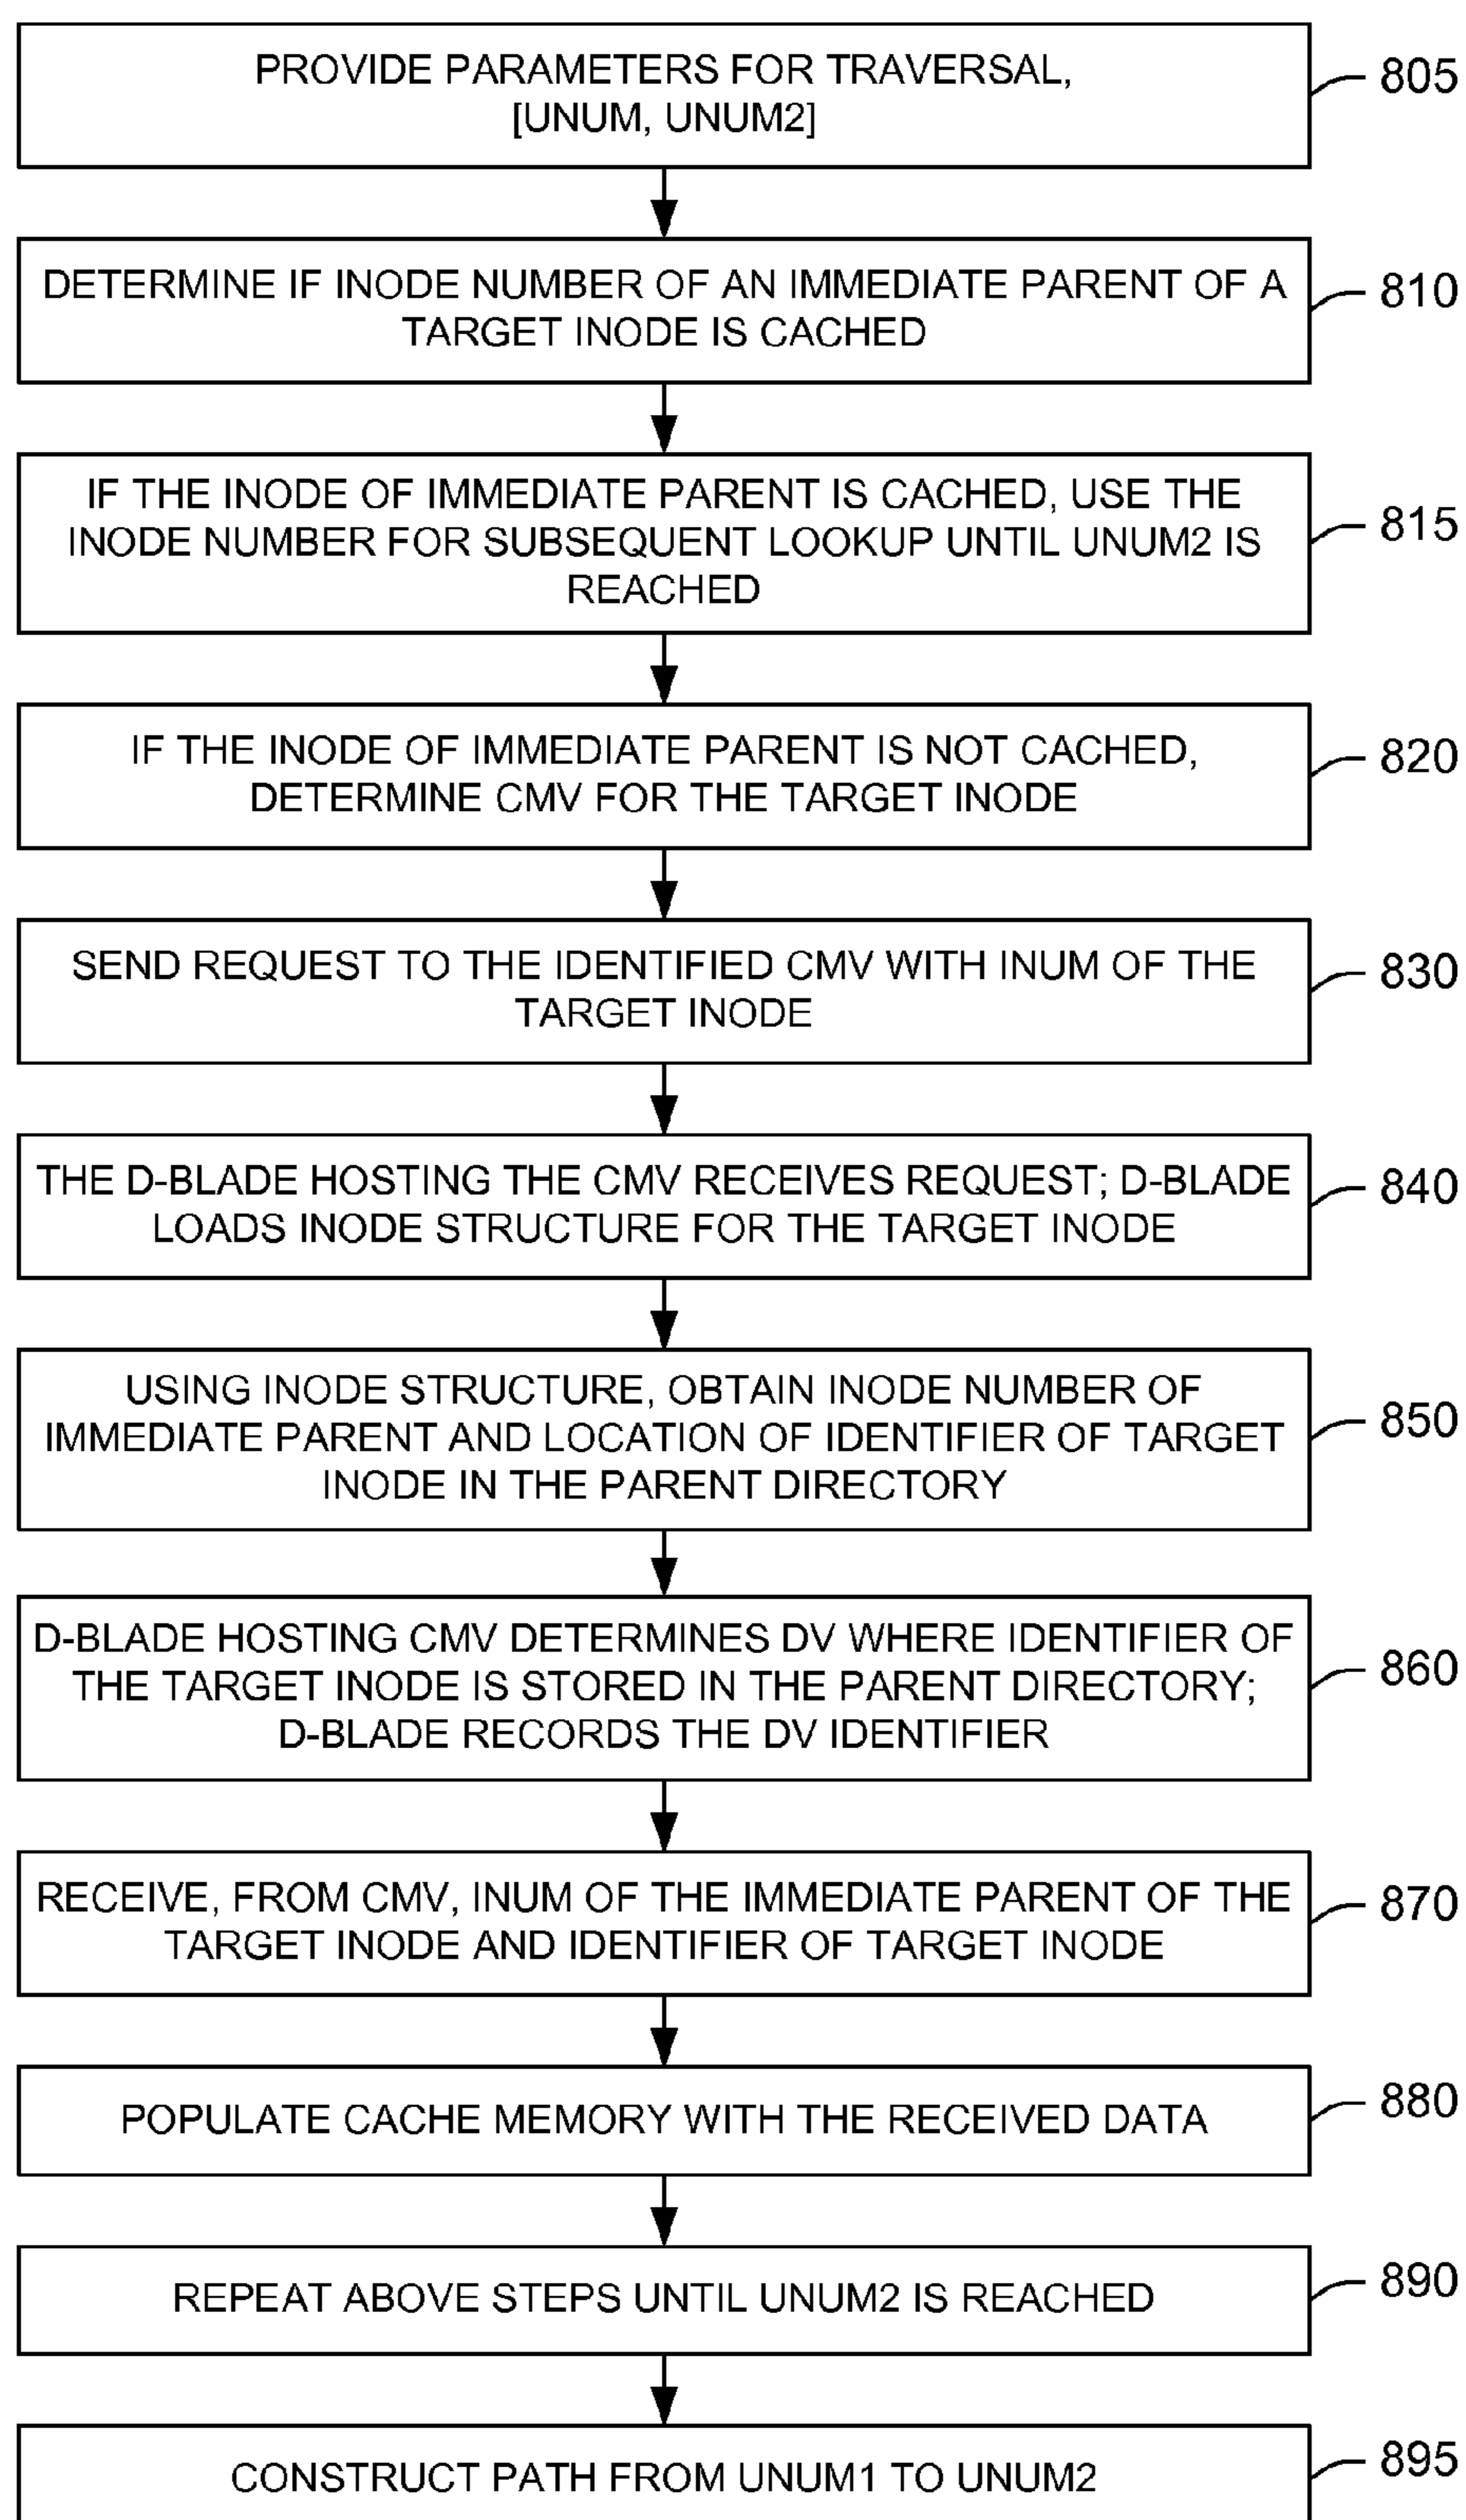 PROVIDE PARAMETERS FOR TRAVERSAL,
[UNUM, UNUM2]
805
DETERMINE IF INODE NUMBER OF AN IMMEDIATE PARENT OF A
TARGET INODE IS CACHED
810
IF THE INODE OF IMMEDIATE PARENT IS CACHED, USE THE
INODE NUMBER FOR SUBSEQUENT LOOKUP UNTIL UNUM2 IS
REACHED
815
IF THE INODE OF IMMEDIATE PARENT IS NOT CACHED,
DETERMINE CMV FOR THE TARGET INODE
820
SEND REQUEST TO THE IDENTIFIED CMV WITH INUM OF THE
TARGET INODE
830
THE D-BLADE HOSTING THE CMV RECEIVES REQUEST; D-BLADE
LOADS INODE STRUCTURE FOR THE TARGET INODE
840
USING INODE STRUCTURE, OBTAIN INODE NUMBER OF
IMMEDIATE PARENT AND LOCATION OF IDENTIFIER OF TARGET
INODE IN THE PARENT DIRECTORY
850
D-BLADE HOSTING CMV DETERMINES DV WHERE IDENTIFIER OF
THE TARGET INODE IS STORED IN THE PARENT DIRECTORY;
D-BLADE RECORDS THE DV IDENTIFIER
860
RECEIVE, FROM CMV, INUM OF THE IMMEDIATE PARENT OF THE
TARGET INODE AND IDENTIFIER OF TARGET INODE
870
POPULATE CACHE MEMORY WITH THE RECEIVED DATA
880
REPEAT ABOVE STEPS UNTIL UNUM2 IS REACHED
890
CONSTRUCT PATH FROM UNUM1 TO UNUM2
895